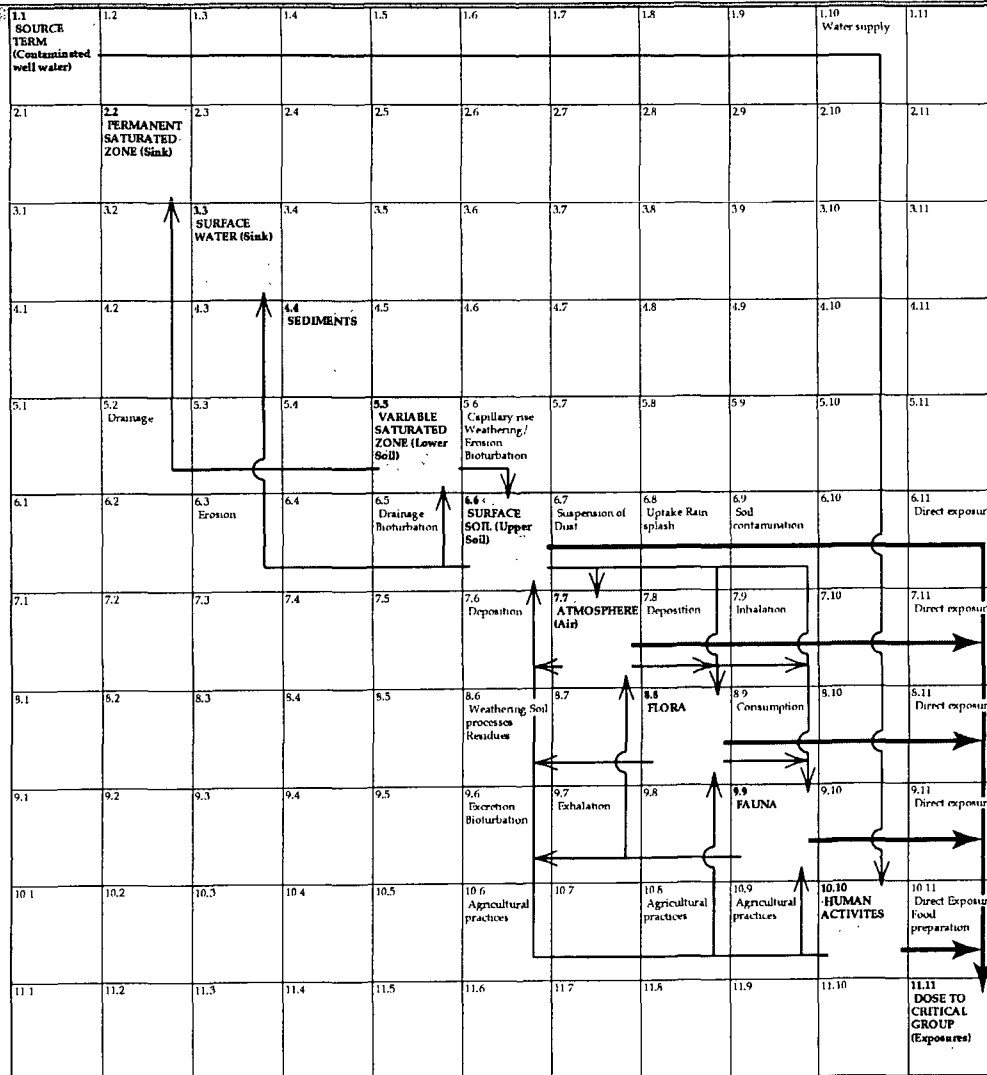 1.1 1.2 1.3 1.4 1.5 1.6 1.7 1.8 1.9 1.10 1.11
SOURCE
TERM
(Contaminated
well water)
Water supply
2.1 2.2 2.3 2.4 2.5 2.6 2.7 2.8 2.9 2.10 2.11
PERMANENT
SATURATED
ZONE (Sink)
3.1 3.2 3.3 3.4 3.5 3.6 3.7 3.8 3.9 3.10 3.11
SURFACE
WATER (Sink)
4.1 4.2 4.3 4.4 4.5 4.6 4.7 4.8 4.9 4.10 4.11
SEDIMENTS
5.1 5.2 5.3 5.4 5.5 5.6 5.7 5.8 5.9 5.10 5.11
Drainage
VARIABLE
SATURATED
ZONE (Lower
Soil)
Capillary rise
Weathering/
Erosion
Bioturbation
6.1 6.2 6.3 6.4 6.5 6.6 6.7 6.8 6.9 6.10 6.11
Erosion
Drainage
Bioturbation
SURFACE
SOIL (Upper
Soil)
Suspension of
Dust
Uptake Rain
splash
Soil
contamination
Direct exposur
7.1 7.2 7.3 7.4 7.5 7.6 7.7 7.8 7.9 7.10 7.11
Deposition
ATMOSPHERE
(Air)
Deposition
Inhalation
Direct exposur
8.1 8.2 8.3 8.4 8.5 8.6 8.7 8.8 8.9 8.10 8.11
Weathering Soil
processes
Residues
FLORA
Consumption
Direct exposur
9.1 9.2 9.3 9.4 9.5 9.6 9.7 9.8 9.9 9.10 9.11
Excretion
Bioturbation
Exhalation
FAUNA
Direct exposur
10.1 10.2 10.3 10.4 10.5 10.6 10.7 10.8 10.9 10.10 10.11
Agricultural
practices
Agricultural
practices
Agricultural
practices
HUMAN
ACTIVITES
Direct Exposur
Food
preparation
11.1 11.2 11.3 11.4 11.5 11.6 11.7 11.8 11.9 11.10 11.11
DOSE TO
CRITICAL
GROUP
(Exposures)